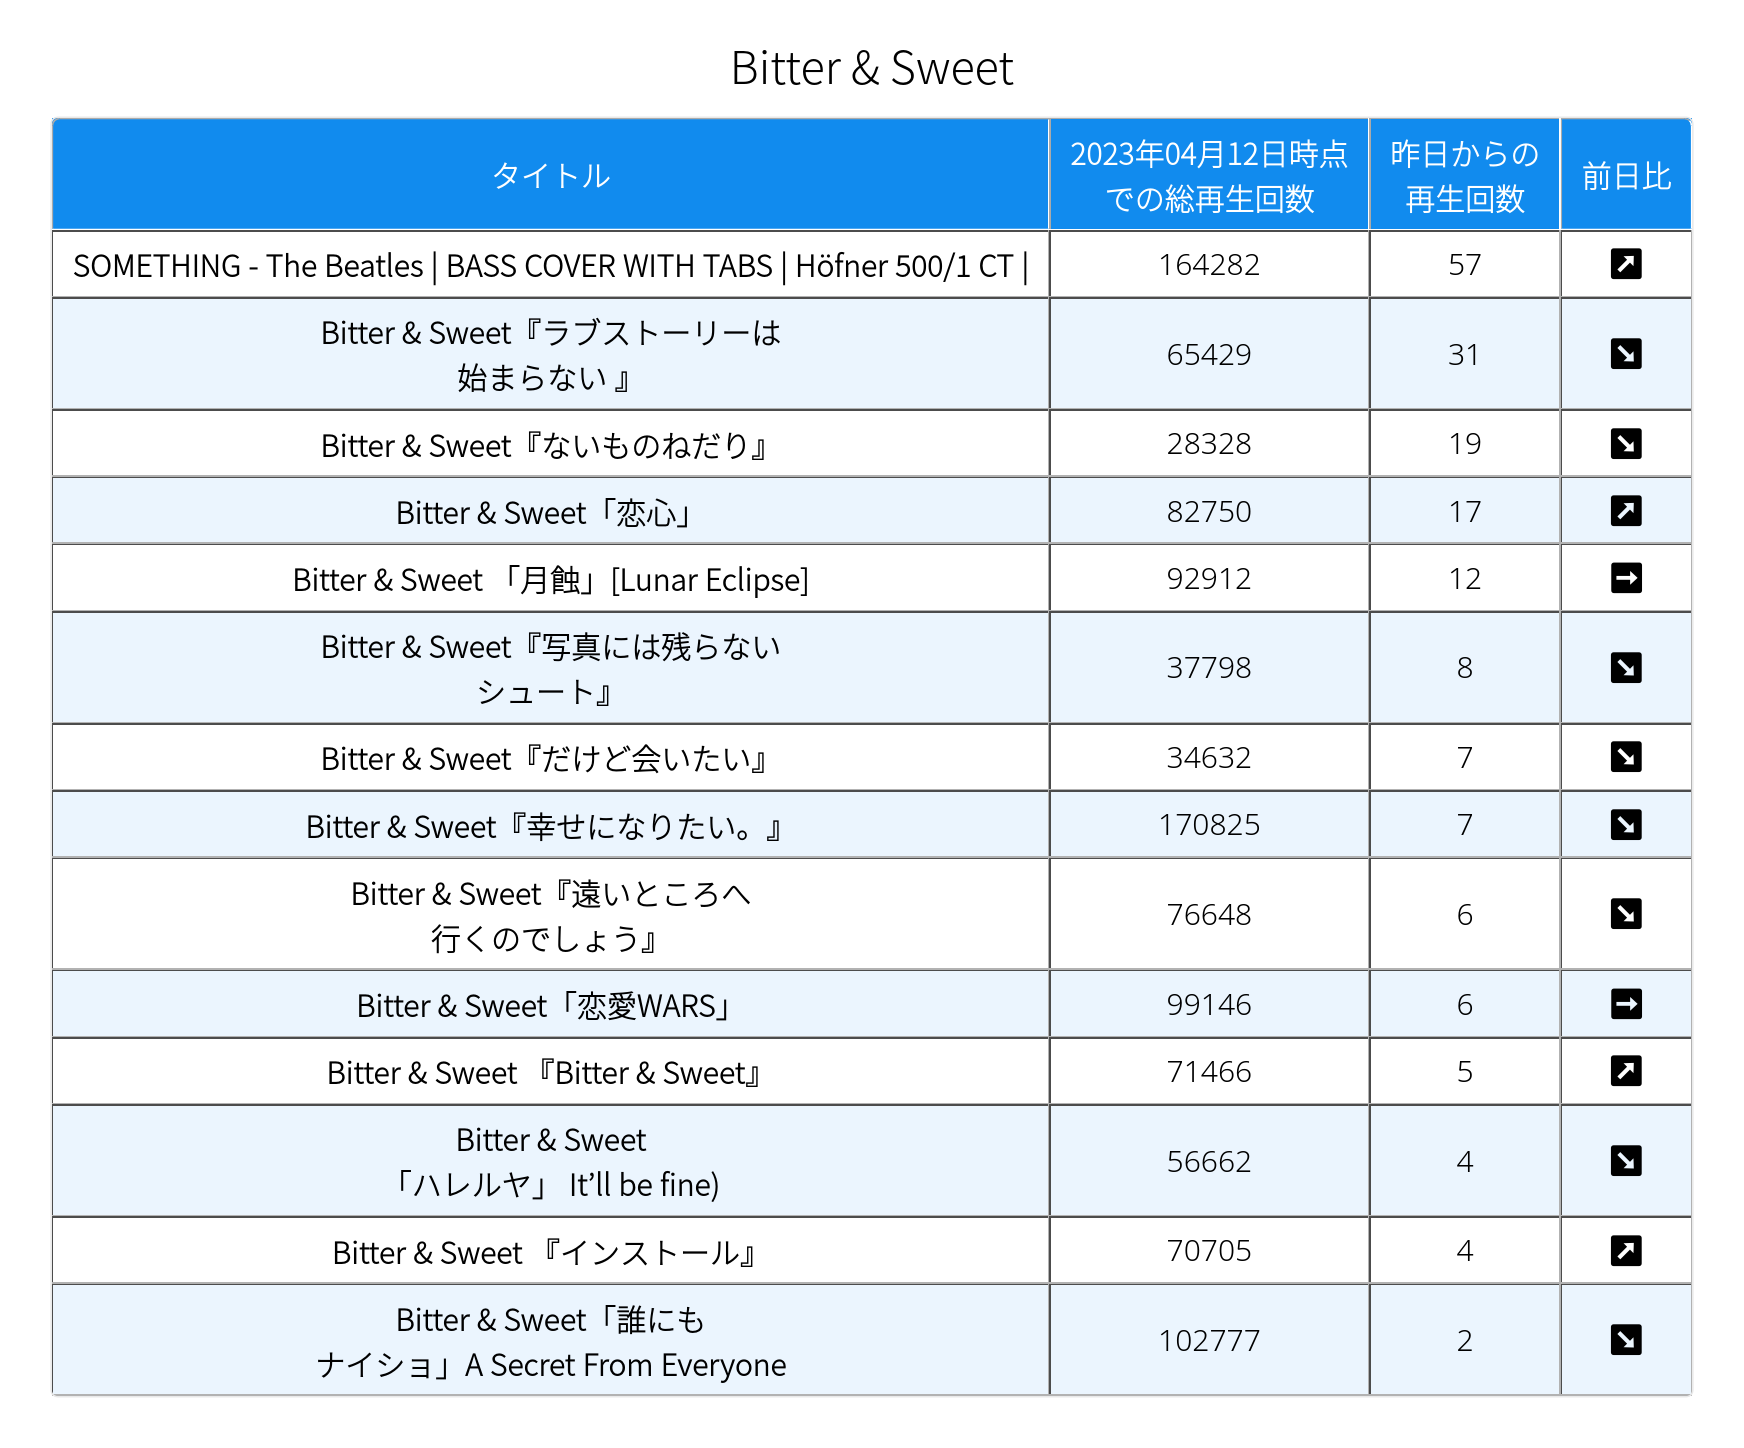 Bitter & Sweet
タイトル
2023年04月12日時点
での総再生回数
昨日からの
再生回数
前日比
SOMETHING - The Beatles | BASS COVER WITH TABS | Höfner 500/1 CT |
164282
57
Bitter & Sweet『ラブストーリーは
始まらない 』
65429
31
Bitter & Sweet『ないものねだり』
28328
19
Bitter & Sweet「恋心」
82750
17
Bitter & Sweet 「月蝕」[Lunar Eclipse]
92912
12
Bitter & Sweet『写真には残らない
シュート』
37798
8
Bitter & Sweet『だけど会いたい』
34632
7
Bitter & Sweet『幸せになりたい。』
170825
7
Bitter & Sweet『遠いところへ
行くのでしょう』
76648
6
Bitter & Sweet「恋愛WARS」
99146
6
Bitter & Sweet 『Bitter & Sweet』
71466
5
Bitter & Sweet
「ハレルヤ」 It’ll be fine)
56662
4
Bitter & Sweet 『インストール』
70705
4
Bitter & Sweet「誰にも
ナイショ」A Secret From Everyone
102777
2